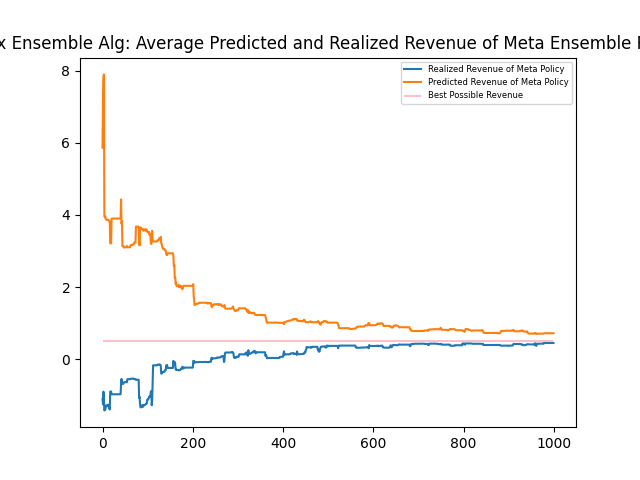 x Ensemble Alg: Average Predicted and Realized Revenue of Meta Ensemble
8
6
4
2
0
0 200 400 600 800 1000
Realized Revenue of Meta Policy
Predicted Revenue of Meta Policy
Best Possible Revenue